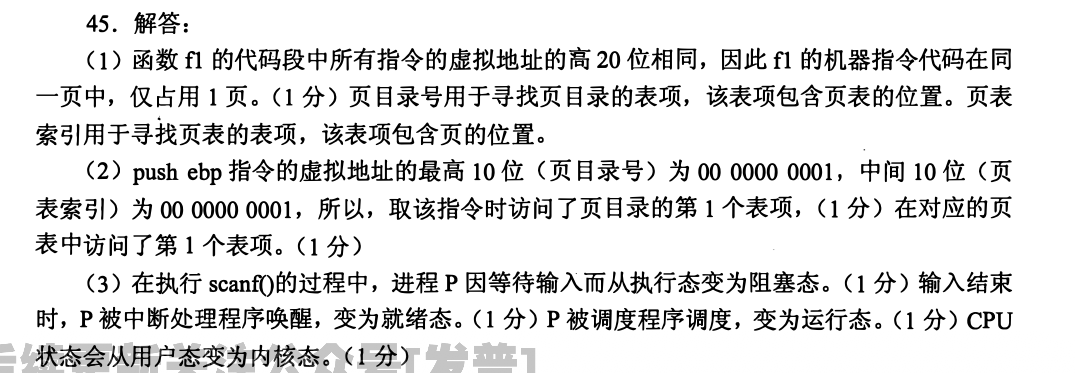 45．解答：
（1）函数 f1 的代码段中所有指令的虚拟地址的高 20 位相同，因此 f1 的机器指令代码在同
一页中，仅占用 1 页。（1 分）页目录号用于寻找页目录的表项，该表项包含页表的位置。页表
索引用于寻找页表的表项，该表项包含页的位置。
（2）push ebp 指令的虚拟地址的最高 10 位（页目录号）为 00 0000 0001，中间 10 位（页
表索引）为 00 0000 0001，所以，取该指令时访问了页目录的第 1 个表项，（1 分）在对应的页
表中访问了第 1 个表项。（1 分）
（3）在执行 scanf()的过程中，进程 P 因等待输入而从执行态变为阻塞态。（1 分）输入结束
时，P 被中断处理程序唤醒，变为就绪态。（1 分）P 被调度程序调度，变为运行态。（1 分）CPU
状态会从用户态变为内核态。（1 分）